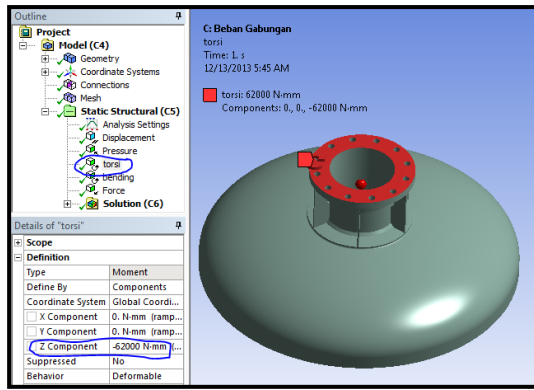 Outline
Project
Model (C4)
Geometry
Coordinate Systems
Connections
Mesh
Static Structural (C5)
Analysis Settings
Displacement
Pressure
torsi
bending
Force
Solution (C6)
Details of "torsi"
Scope
Definition
Type Moment
Define By Components
Coordinate System Global Coordi...
X Component 0. N·mm (ramp...
Y Component 0. N·mm (ramp...
Z Component -62000 N·mm (...
Suppressed No
Behavior Deformable
C: Beban Gabungan
torsi
Time: 1. s
12/13/2013 5:45 AM
torsi: 62000 N·mm
Components: 0., 0., -62000 N·mm